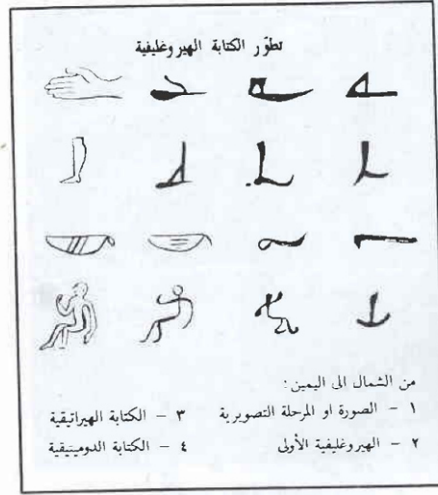 تطوّر الكتابة الهيروغليفية
من الشمال الى اليمين:
١ - الصورة او المرحلة التصويرية ٣ - الكتابة الهيراتيقية
٢ - الهيروغليفية الأولى ٤ - الكتابة الدوميتيقية